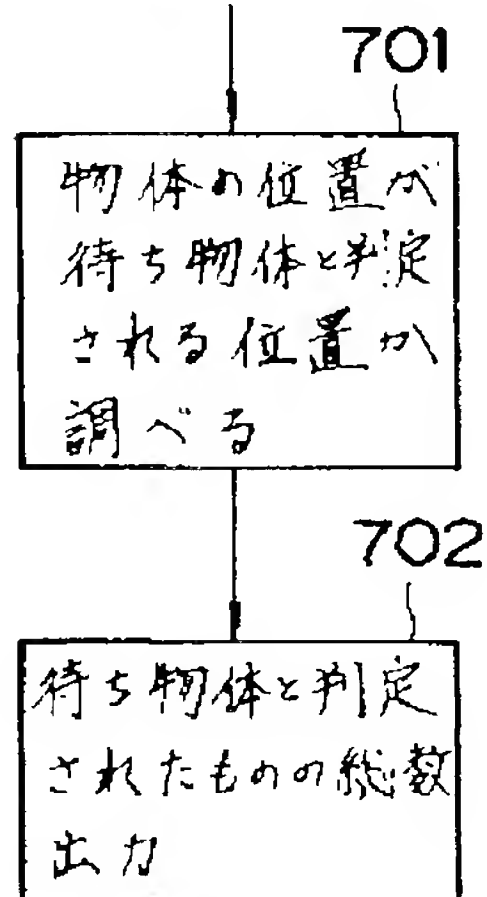 701
物体の位置が
待ち物体と判定
される位置か
調べる
702
待ち物体と判定
されたものの総数
出力